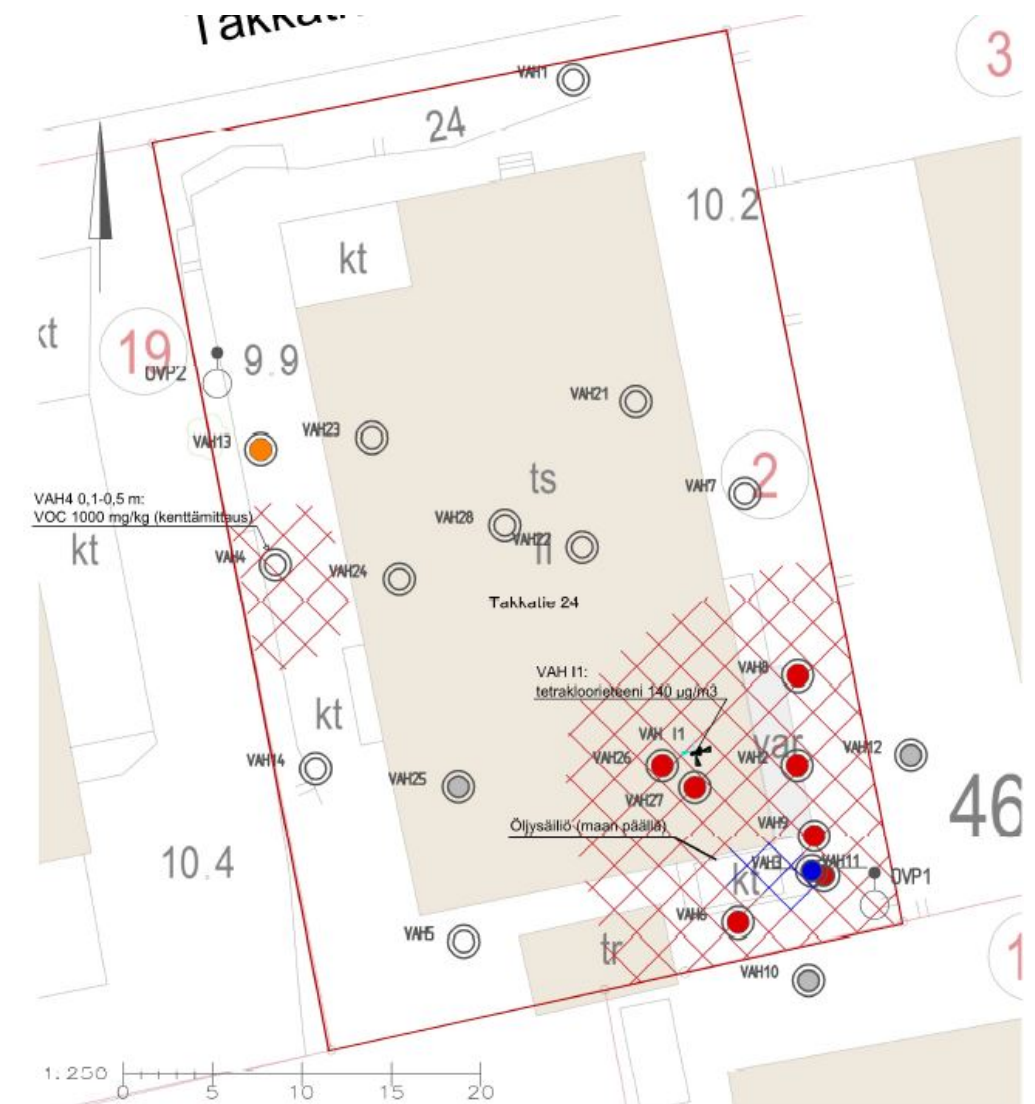 VAH1
3
24
10.2
kt
kt
19
9.9
OVP2
VAH21
VAH23
VAH13
ts
2
VAH7
VAH4 0,1-0,5 m:
VOC 1000 mg/kg (kenttämittaus)
VAH28
VAH22
II
kt
VAH4
VAH24
Takkatie 24
VAH I1:
tetrakloorieteeni 140 µg/m3
VAH8
kt
VAH I1
var
VAH26
VAH2
VAH12
VAH14
VAH25
VAH27
46
Öljysäiliö (maan päällä)
VAH9
10.4
VAH3
VAH11
kt
OVP1
VAH6
VAH5
tr
1
VAH10
1:250
0
5
10
15
20